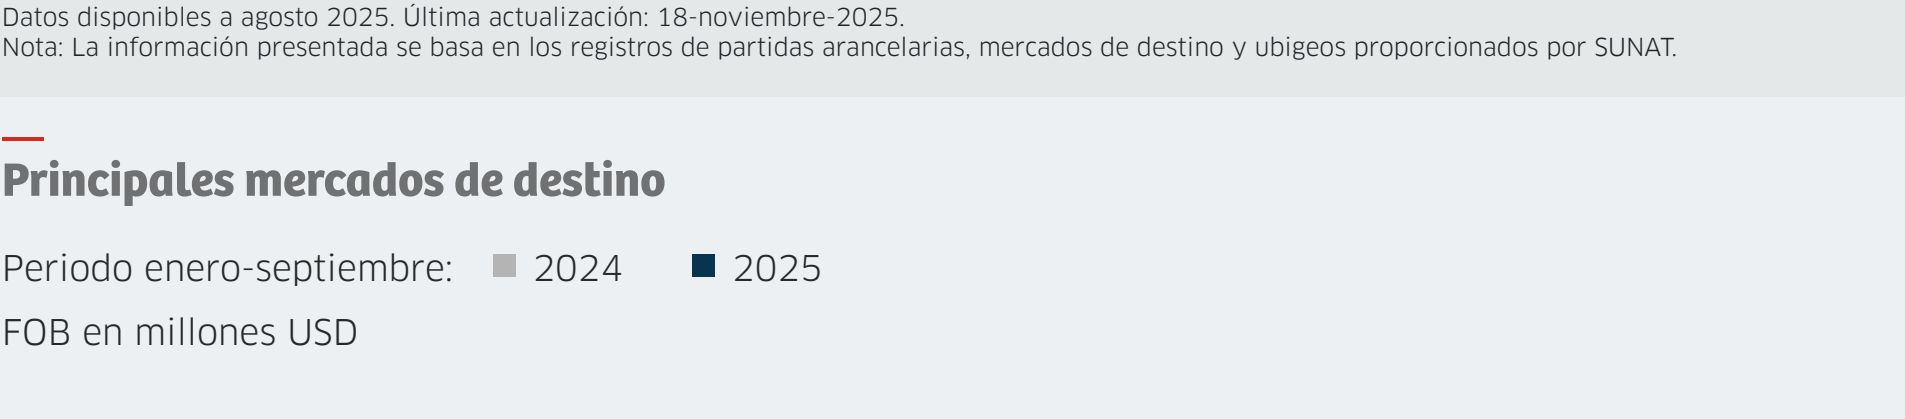 Datos disponibles a agosto 2025. Última actualización: 18-noviembre-2025.
Nota: La información presentada se basa en los registros de partidas arancelarias, mercados de destino y ubigeos proporcionados por SUNAT.
Principales mercados de destino
Periodo enero-septiembre: 2024 2025
FOB en millones USD